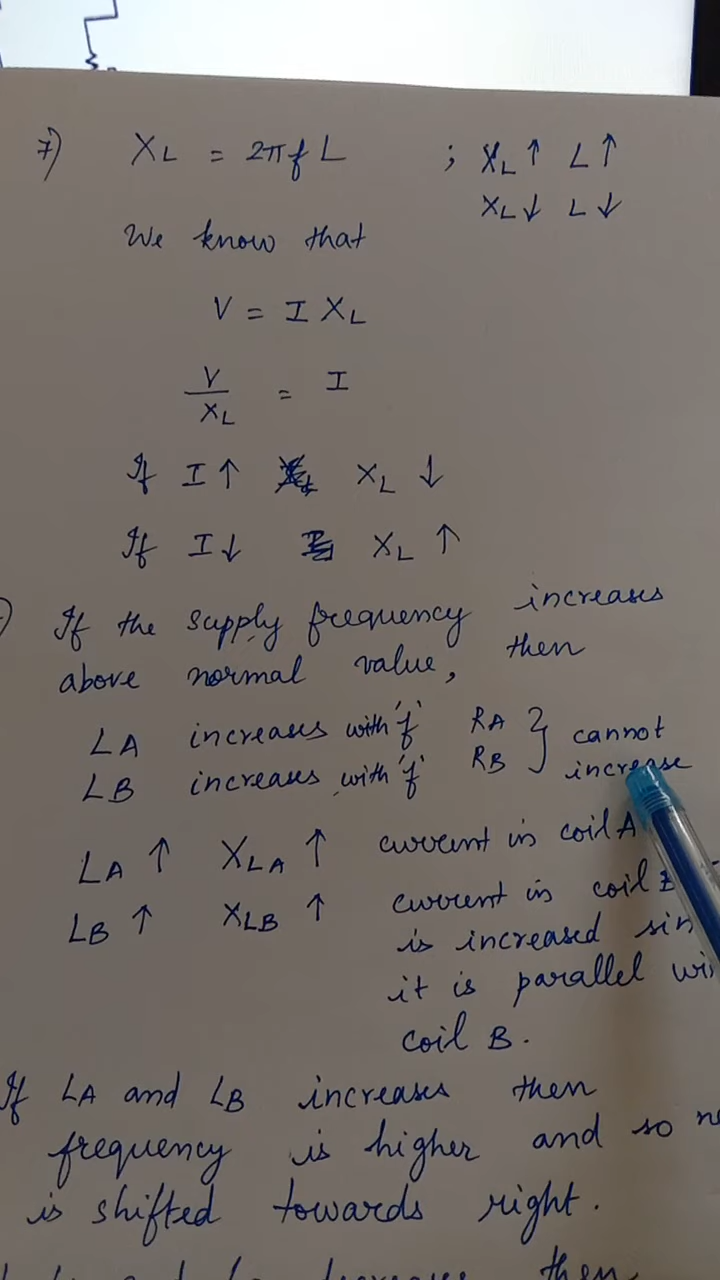 7) XL = 2πfL ; XL↑ L↑
XL↓ L↓
We know that
V = I XL
V/XL = I
If I↑ XL ↓
If I↓ XL ↑
If the supply frequency increases
above normal value, then
LA increases with 'f' RA } cannot
LB increases with 'f' RB } increase
LA ↑ XLA ↑ current in coil A
LB ↑ XLB ↑ current in coil
is increased
it is parallel
coil B.
If LA and LB increases then
frequency is higher and so
is shifted towards right.
then